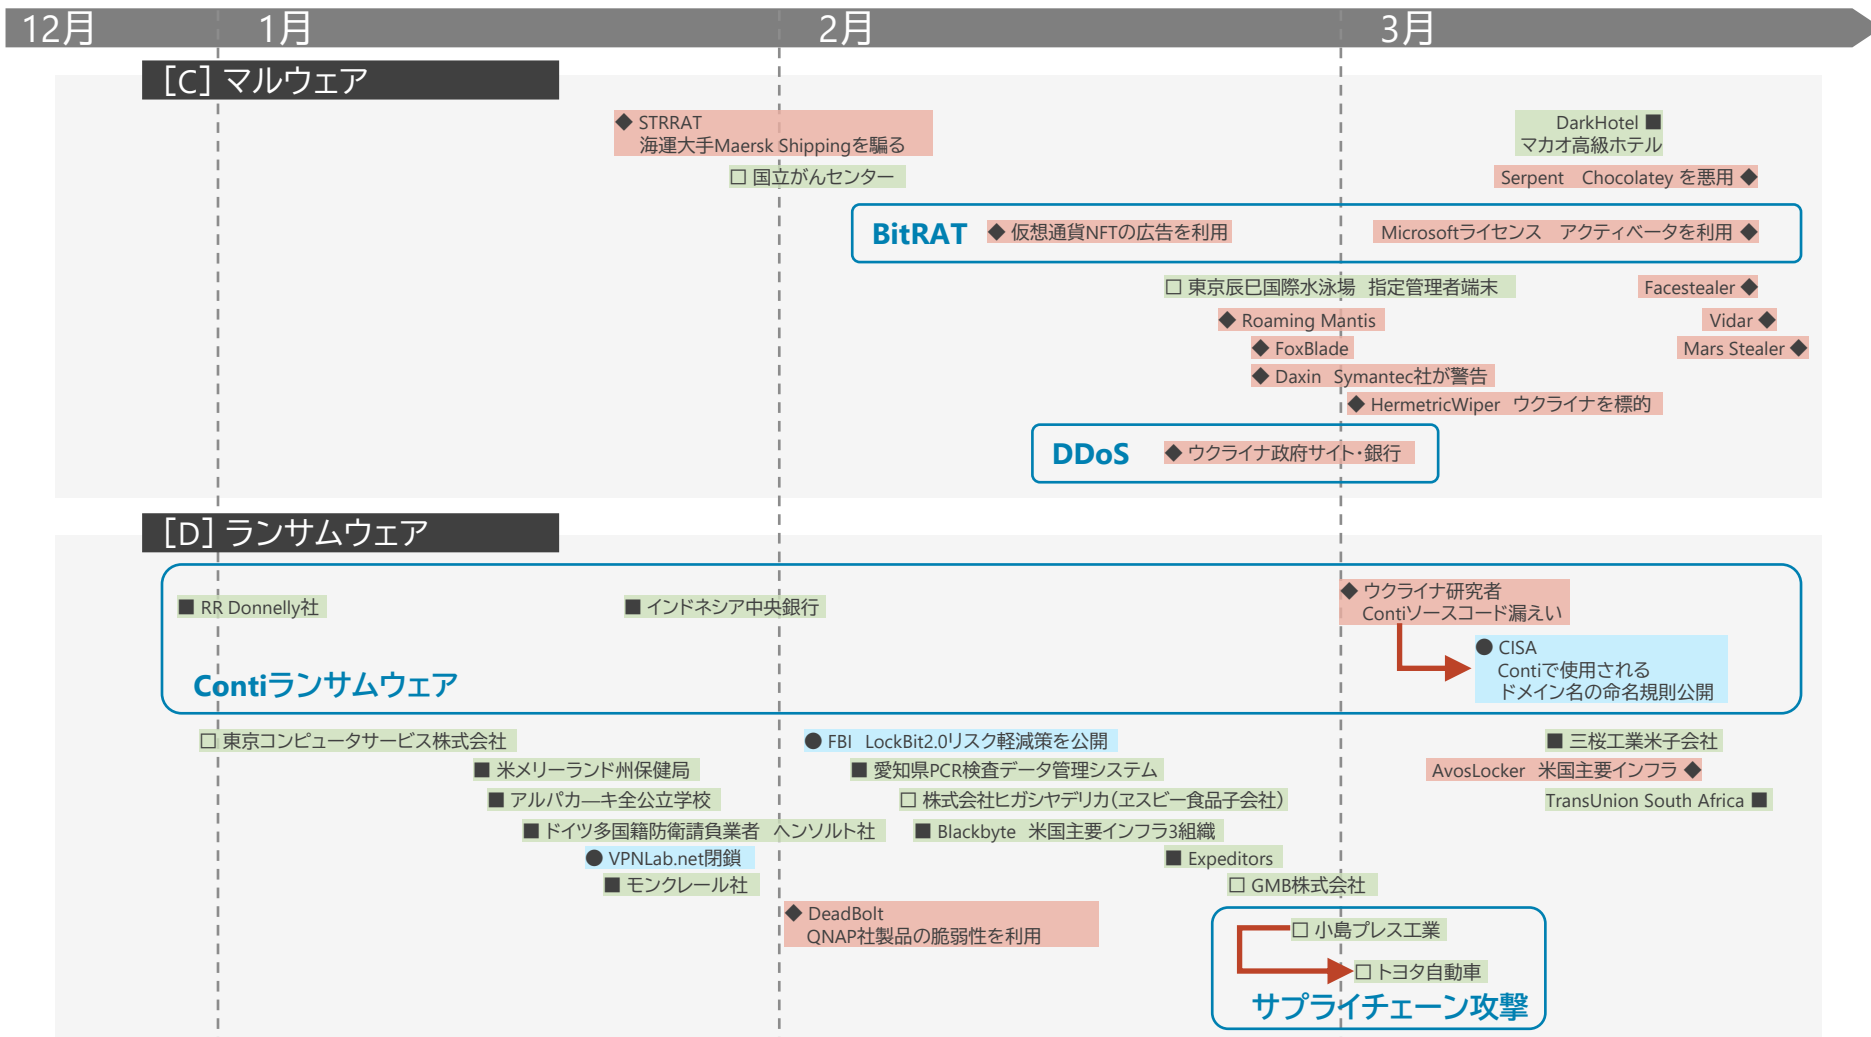 12月 1月 2月 3月
[C] マルウェア
◆ STRRAT
海運大手Maersk Shippingを騙る
DarkHotel ■
マカオ高級ホテル
□ 国立がんセンター
Serpent Chocolatey を悪用 ◆
BitRAT ◆ 仮想通貨NFTの広告を利用 Microsoftライセンス アクティベータを利用 ◆
□ 東京辰巳国際水泳場 指定管理者端末
Facestealer ◆
◆ Roaming Mantis
Vidar ◆
◆ FoxBlade
Mars Stealer ◆
◆ Daxin Symantec社が警告
◆ HermetricWiper ウクライナを標的
DDoS ◆ ウクライナ政府サイト・銀行
[D] ランサムウェア
■ RR Donnelly社
■ インドネシア中央銀行
◆ ウクライナ研究者
Contiソースコード漏えい
● CISA
Contiで使用される
ドメイン名の命名規則公開
Contiランサムウェア
□ 東京コンピュータサービス株式会社
● FBI LockBit2.0リスク軽減策を公開
■ 三桜工業米子会社
■ 米メリーランド州保健局
■ 愛知県PCR検査データ管理システム
AvosLocker 米国主要インフラ ◆
■ アルバカ―キ全公立学校
□ 株式会社ヒガシヤデリカ(ヱスビー食品子会社)
TransUnion South Africa ■
■ ドイツ多国籍防衛請負業者 ヘンソルト社
■ Blackbyte 米国主要インフラ3組織
● VPNLab.net閉鎖
■ Expeditors
■ モンクレール社
□ GMB株式会社
◆ DeadBolt
QNAP社製品の脆弱性を利用
□ 小島プレス工業
□ トヨタ自動車
サプライチェーン攻撃